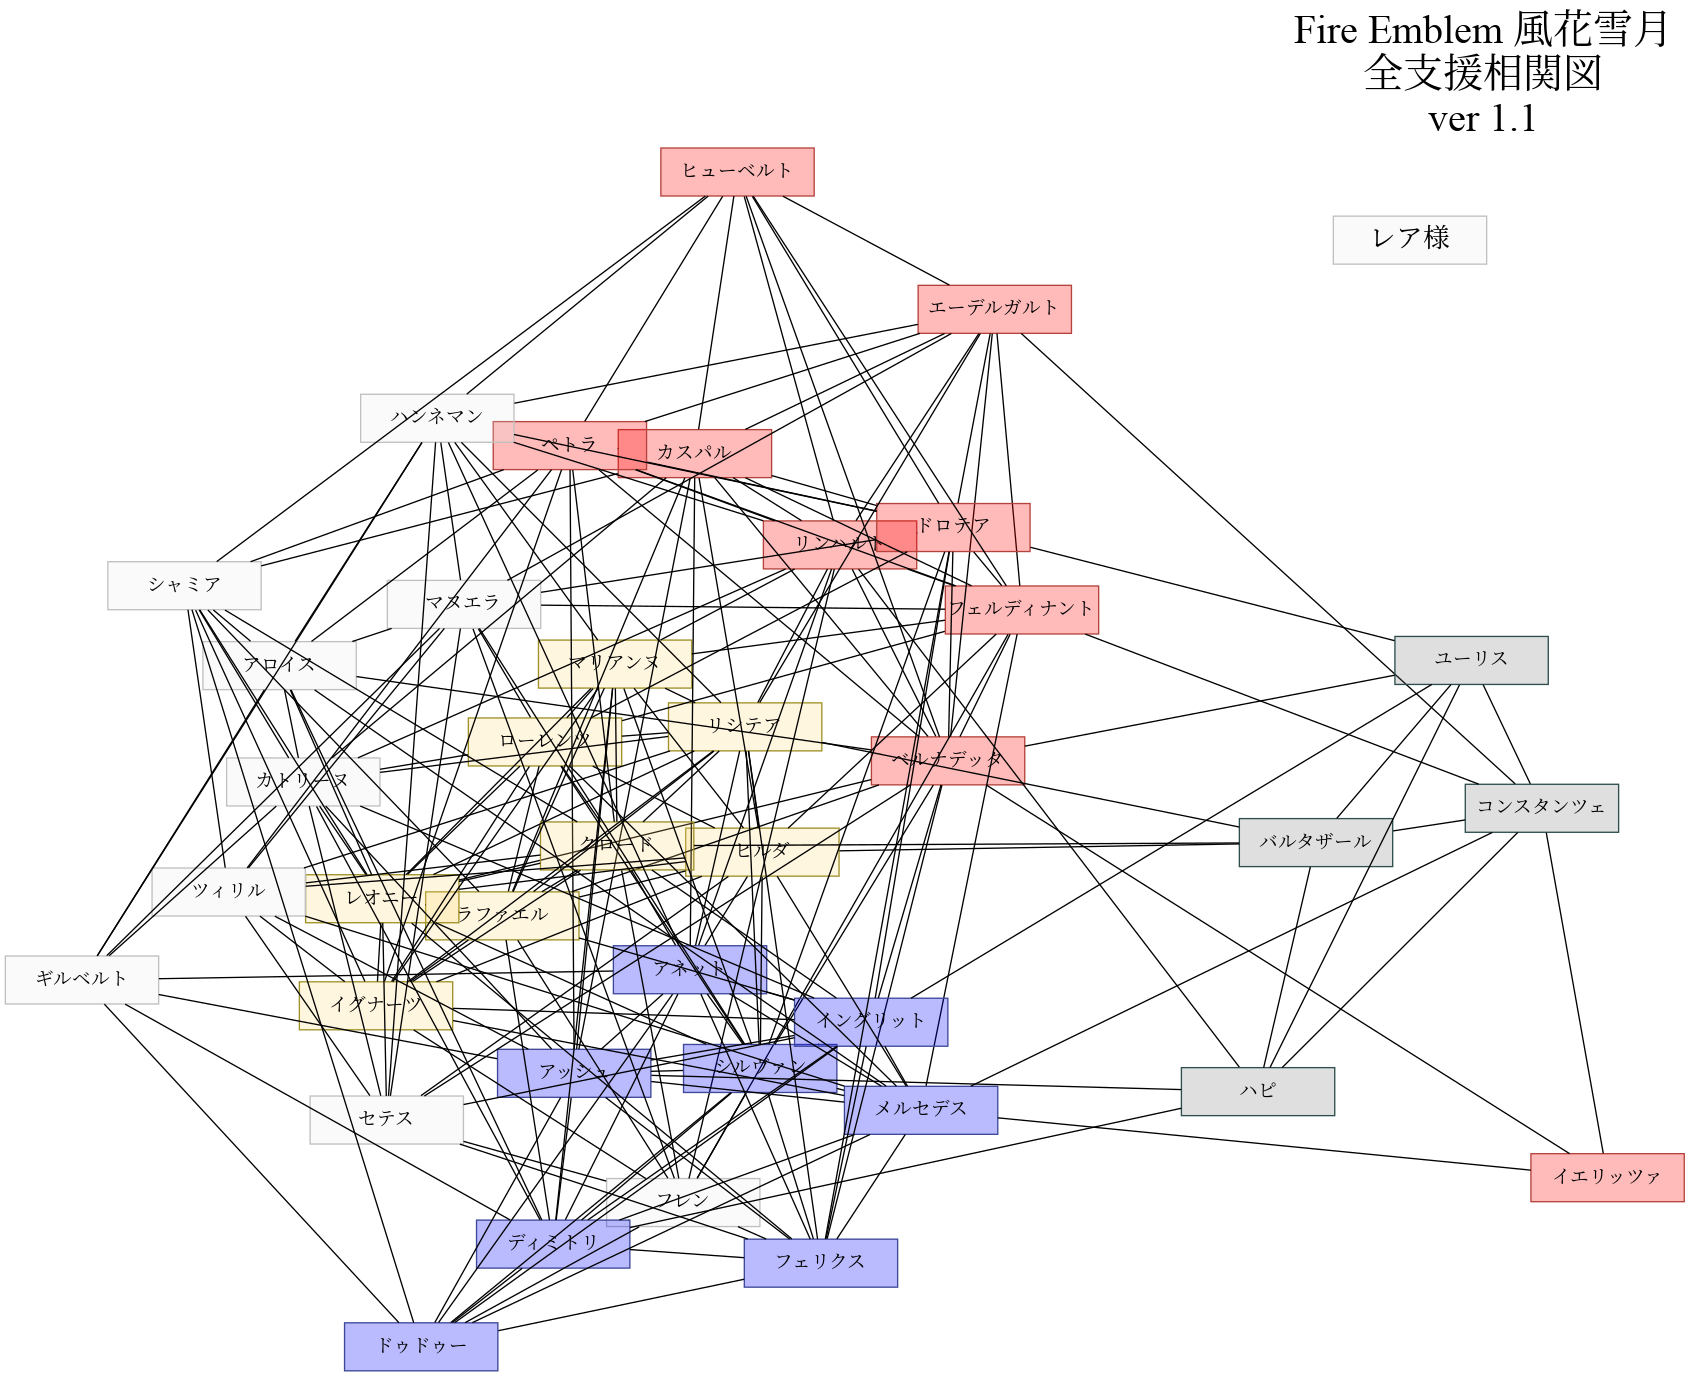 Fire Emblem 風花雪月
全支援相関図
ver 1.1
ヒューベルト
レア様
エーデルガルト
ハンネマン
ペトラ
カスパル
ドロテア
リンハルト
シャミア
マヌエラ
フェルディナント
アロイス
マリアンヌ
ユーリス
リシテア
ローレンツ
ベルナデッタ
カトリーヌ
コンスタンツェ
バルタザール
クロード
ヒルダ
ツィリル
レオニー
ラファエル
アネット
ギルベルト
イグナーツ
イングリット
シルヴァン
アッシュ
ハピ
メルセデス
セテス
イエリッツァ
フレン
ディミトリ
フェリクス
ドゥドゥー